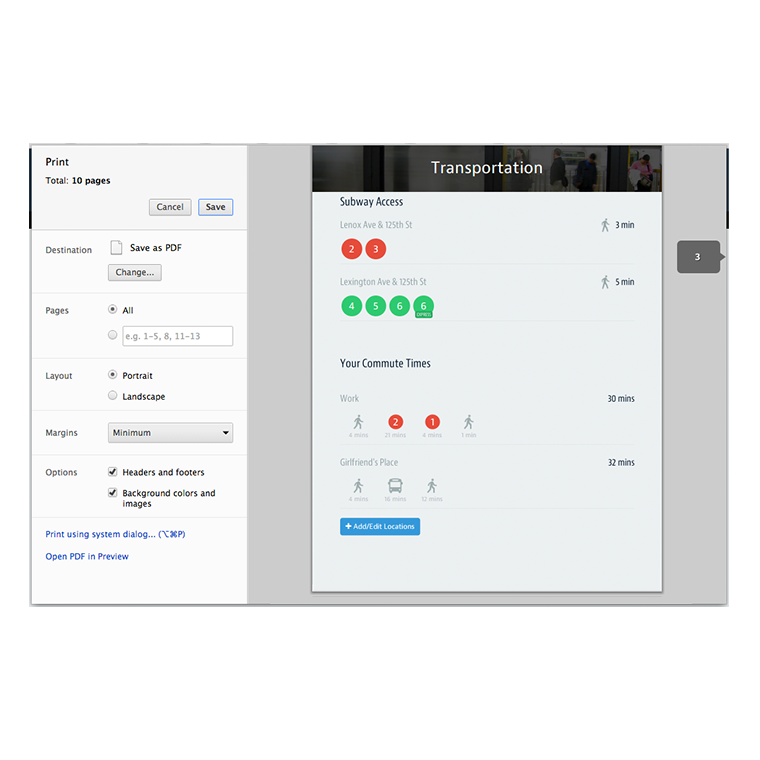 Print
Total: 10 pages
Cancel
Save
Destination
Save as PDF
Change...
Pages
All
e.g. 1-5, 8, 11-13
Layout
Portrait
Landscape
Margins
Minimum
Options
Headers and footers
Background colors and
images
Print using system dialog... (⌥⌘P)
Open PDF in Preview
Transportation
Subway Access
Lenox Ave & 125th St
3 min
2 3
Lexington Ave & 125th St
5 min
4 5 6 6
EXPRESS
Your Commute Times
Work
30 mins
2 1
6 mins 21 mins 4 mins 1 min
Girlfriend's Place
32 mins
4 mins 16 mins 12 mins
+ Add/Edit Locations
3